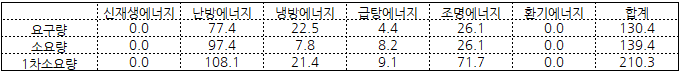 신재생에너지 난방에너지 냉방에너지 급탕에너지 조명에너지 환기에너지 합계
요구량 0.0 77.4 22.5 4.4 26.1 0.0 130.4
소요량 0.0 97.4 7.8 8.2 26.1 0.0 139.4
1차소요량 0.0 108.1 21.4 9.1 71.7 0.0 210.3